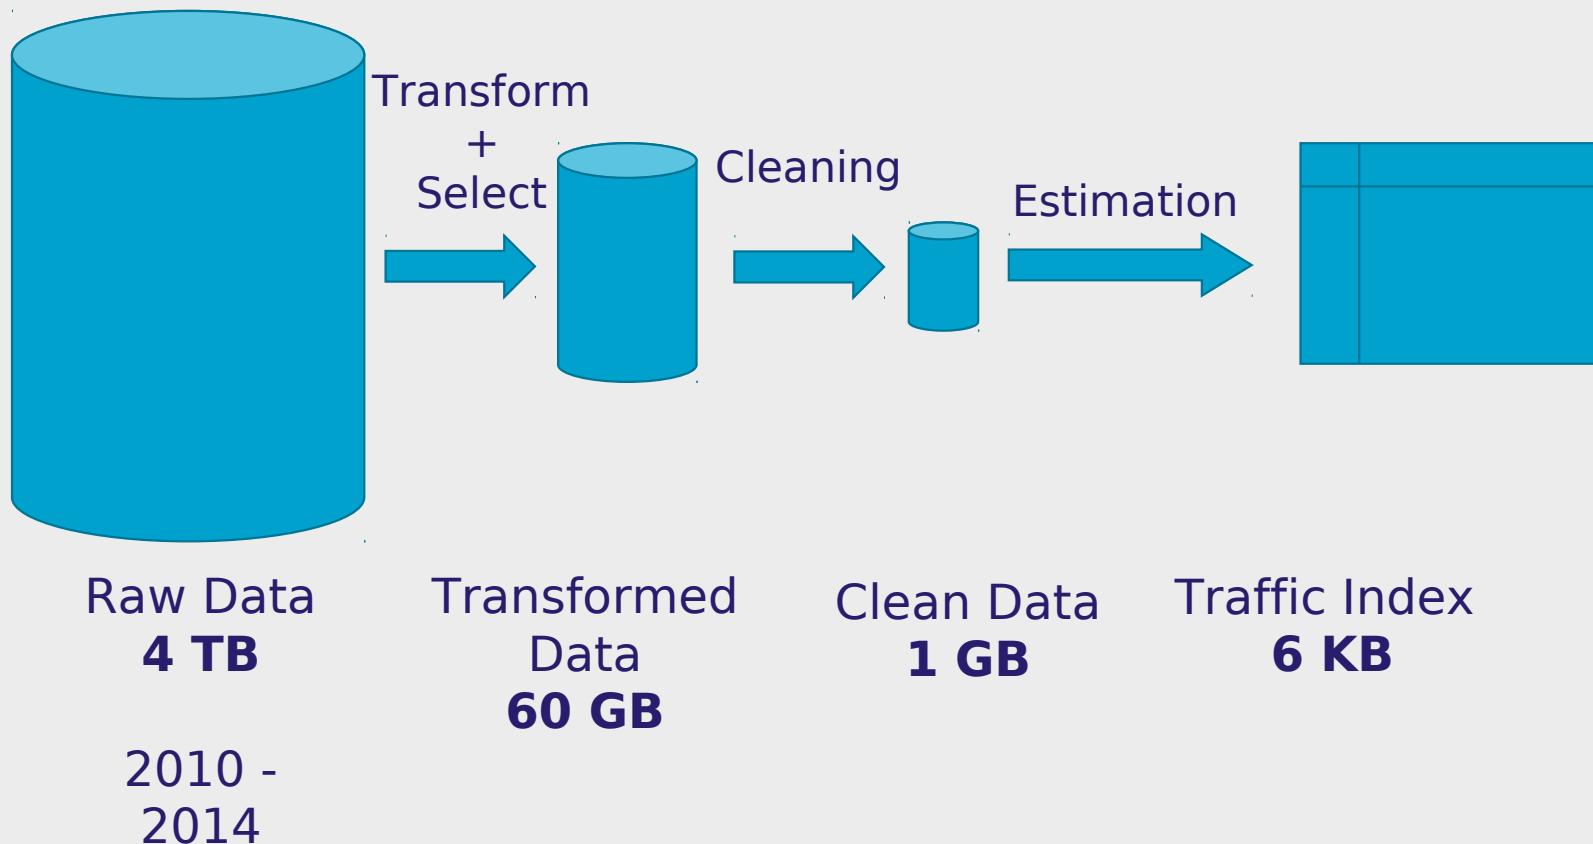 Transform
+
Select
Cleaning
Estimation
Raw Data
4 TB
2010 -
2014
Transformed
Data
60 GB
Clean Data
1 GB
Traffic Index
6 KB